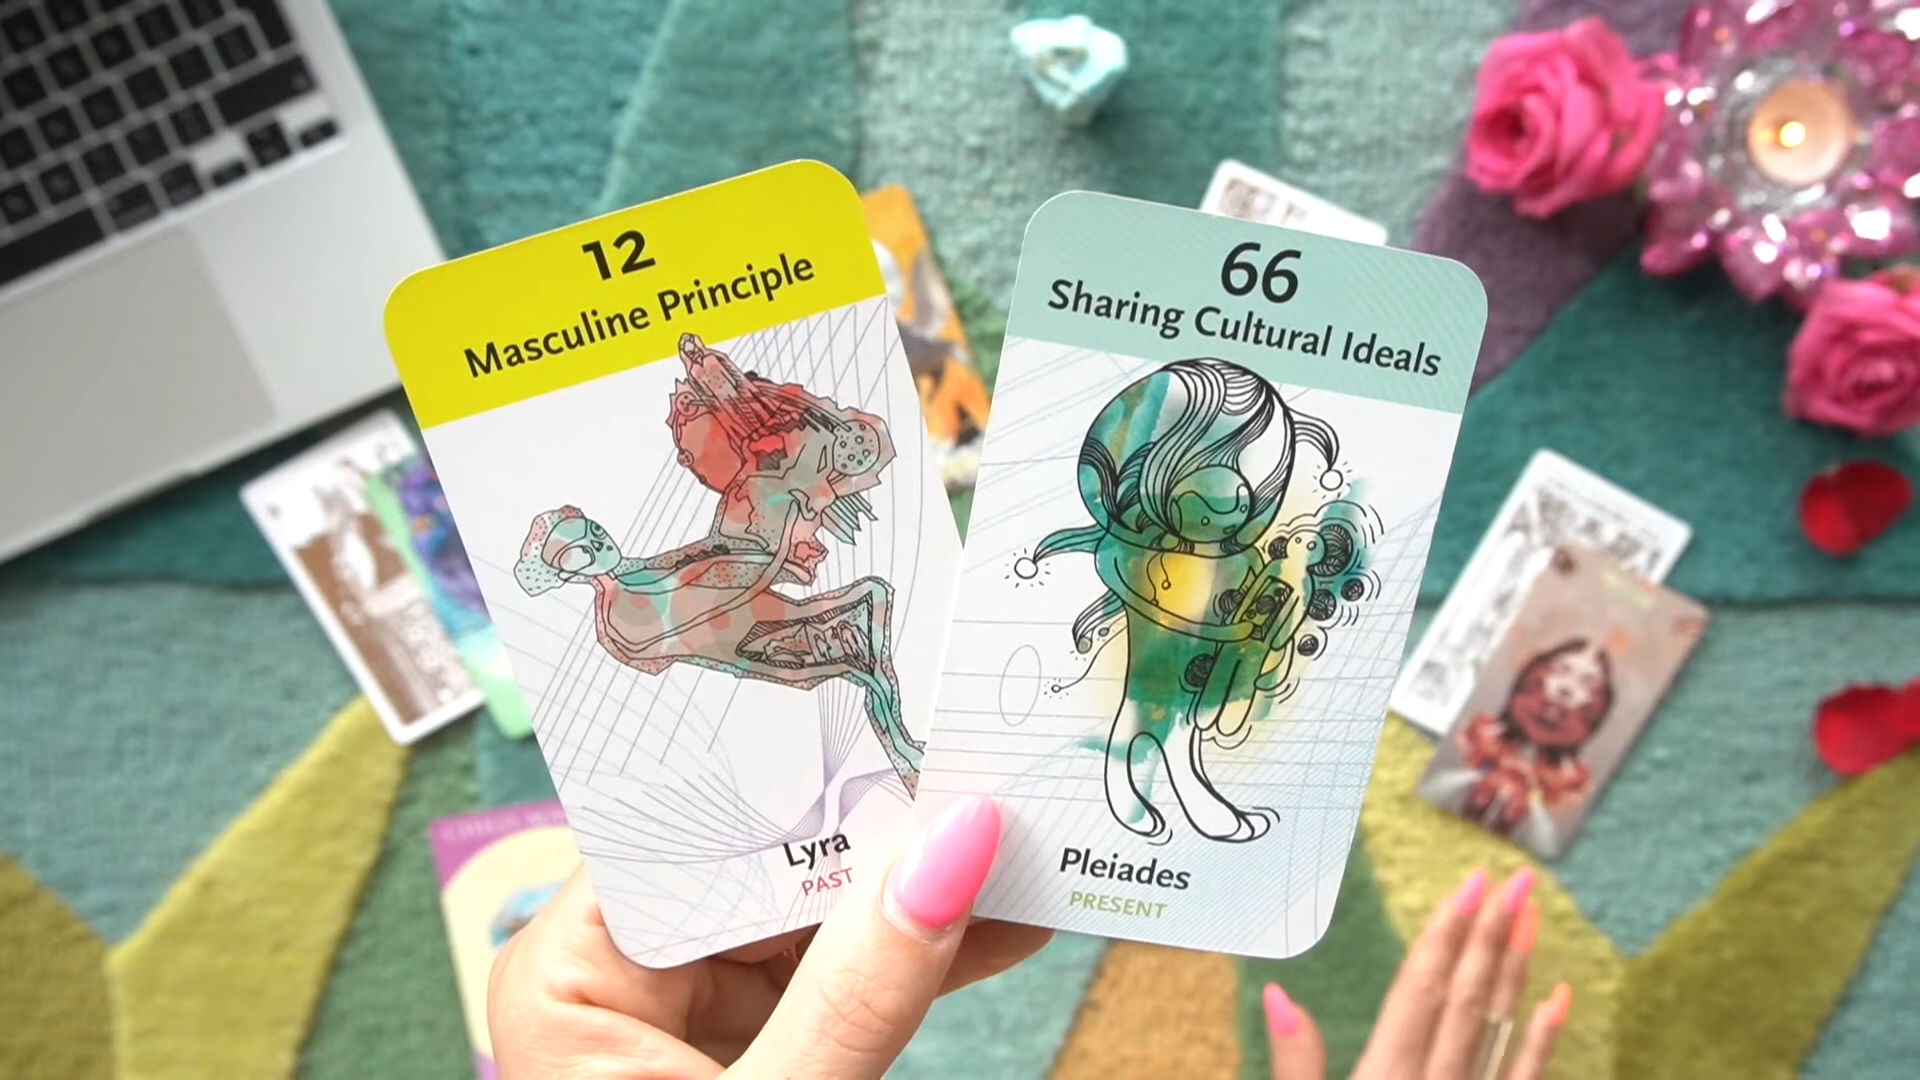 12
Masculine Principle
Lyra
PAST
66
Sharing Cultural Ideals
Pleiades
PRESENT